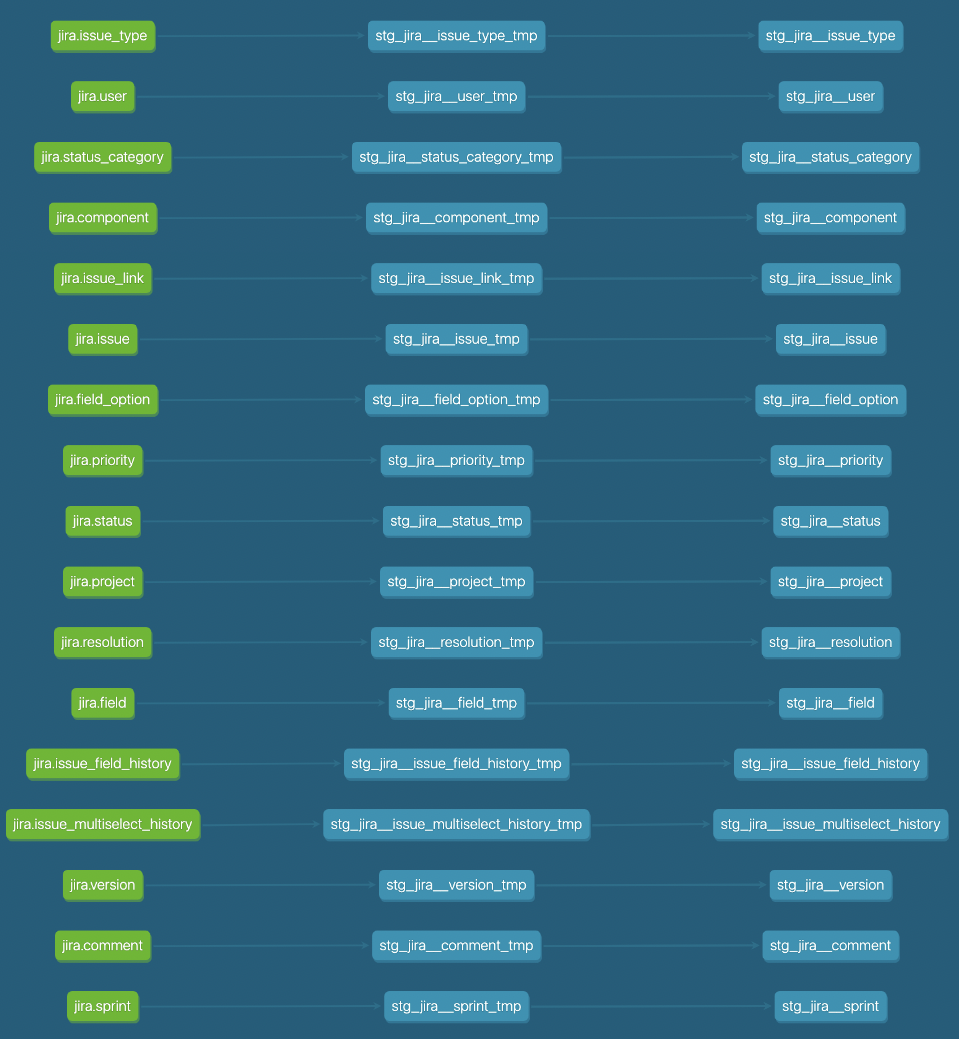 jira.issue_type stg_jira__issue_type_tmp stg_jira__issue_type
jira.user stg_jira__user_tmp stg_jira__user
jira.status_category stg_jira__status_category_tmp stg_jira__status_category
jira.component stg_jira__component_tmp stg_jira__component
jira.issue_link stg_jira__issue_link_tmp stg_jira__issue_link
jira.issue stg_jira__issue_tmp stg_jira__issue
jira.field_option stg_jira__field_option_tmp stg_jira__field_option
jira.priority stg_jira__priority_tmp stg_jira__priority
jira.status stg_jira__status_tmp stg_jira__status
jira.project stg_jira__project_tmp stg_jira__project
jira.resolution stg_jira__resolution_tmp stg_jira__resolution
jira.field stg_jira__field_tmp stg_jira__field
jira.issue_field_history stg_jira__issue_field_history_tmp stg_jira__issue_field_history
jira.issue_multiselect_history stg_jira__issue_multiselect_history_tmp stg_jira__issue_multiselect_history
jira.version stg_jira__version_tmp stg_jira__version
jira.comment stg_jira__comment_tmp stg_jira__comment
jira.sprint stg_jira__sprint_tmp stg_jira__sprint